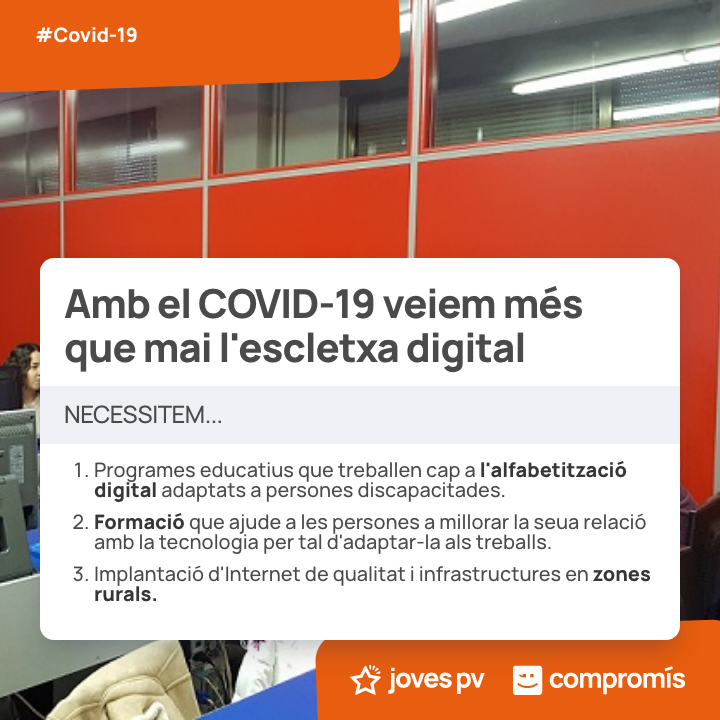 #Covid-19
Amb el COVID-19 veiem més
que mai l'escletxa digital
NECESSITEM...
1. Programes educatius que treballen cap a l'alfabetització
digital adaptats a persones discapacitades.
2. Formació que ajude a les persones a millorar la seua relació
amb la tecnologia per tal d'adaptar-la als treballs.
3. Implantació d'Internet de qualitat i infrastructures en zones
rurals.
joves pv compromís